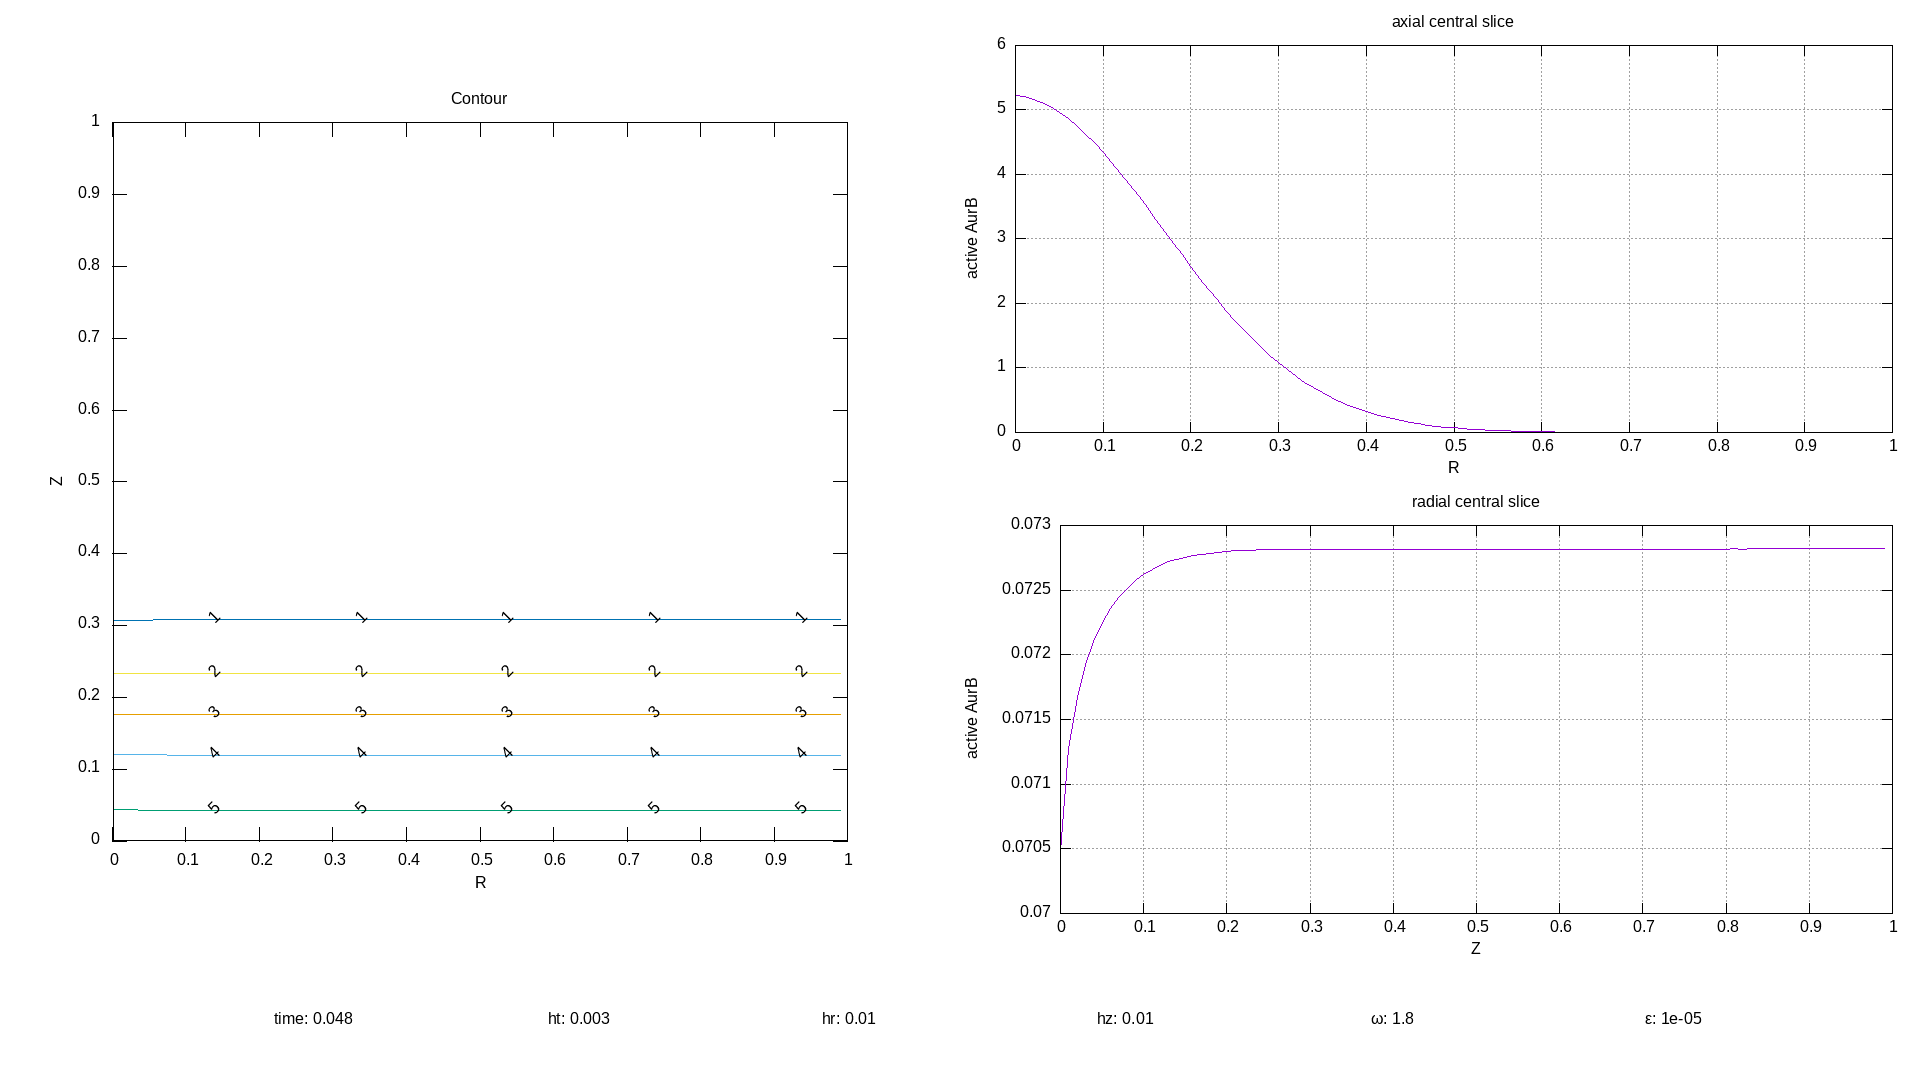 Contour
1
0.9
0.8
0.7
0.6
0.5
0.4
0.3
0.2
0.1
0
Z
1 1 1 1 1
2 2 2 2 2
3 3 3 3 3
4 4 4 4 4
5 5 5 5 5
0 0.1 0.2 0.3 0.4 0.5 0.6 0.7 0.8 0.9 1
R
axial central slice
6
5
4
3
2
1
0
active AurB
0 0.1 0.2 0.3 0.4 0.5 0.6 0.7 0.8 0.9 1
R
radial central slice
0.073
0.0725
0.072
0.0715
0.071
0.0705
0.07
active AurB
0 0.1 0.2 0.3 0.4 0.5 0.6 0.7 0.8 0.9 1
Z
time: 0.048 ht: 0.003 hr: 0.01 hz: 0.01 ω: 1.8 ε: 1e-05